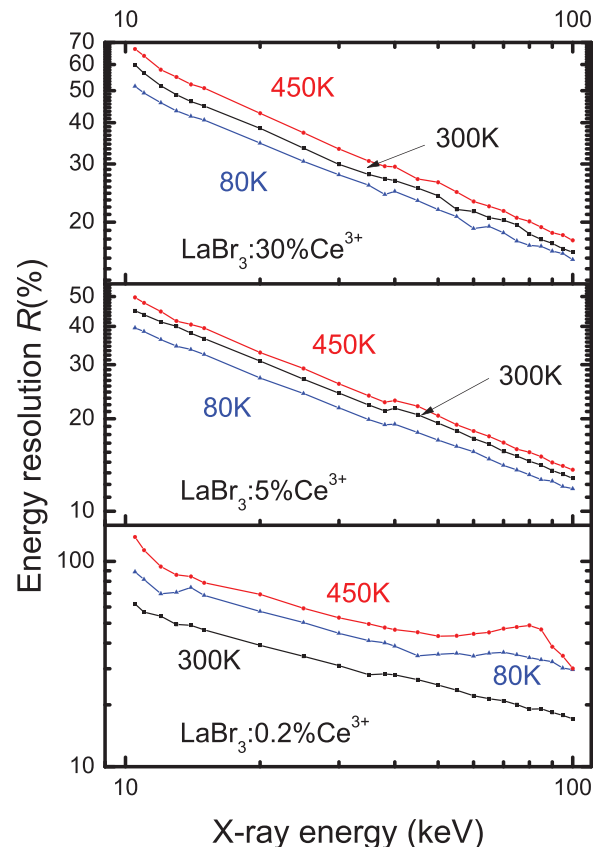 10 100
70
60
50
450K
40
300K
30
80K
20
LaBr₃:30%Ce³⁺
50
40
450K
30
300K
80K
20
LaBr₃:5%Ce³⁺
10
100
450K
300K
80K
LaBr₃:0.2%Ce³⁺
10
10 100
X-ray energy (keV)
Energy resolution R(%)